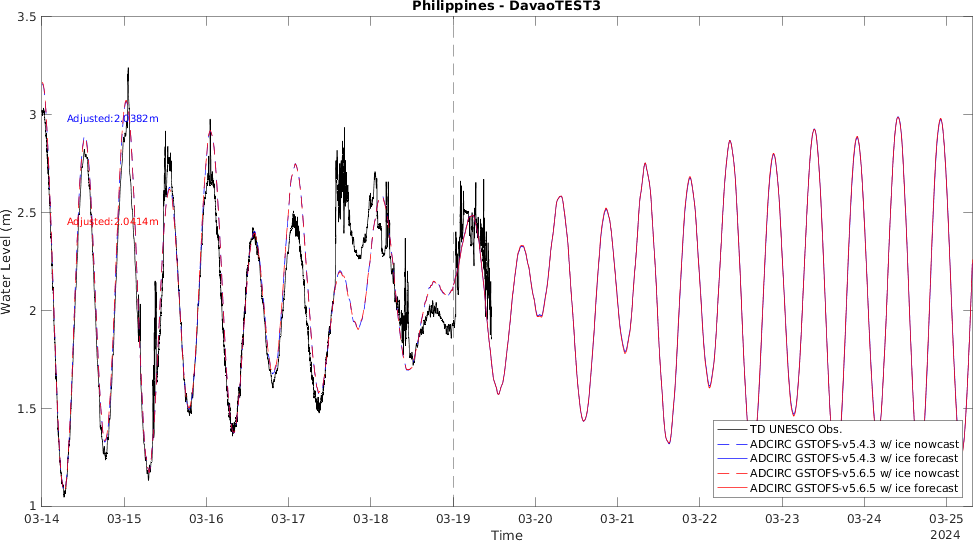 Philippines - DavaoTEST3
3.5
3
2.5
2
1.5
1
Water Level (m)
Adjusted:2.0382m
Adjusted:2.0414m
TD UNESCO Obs.
ADCIRC GSTOFS-v5.4.3 w/ ice nowcast
ADCIRC GSTOFS-v5.4.3 w/ ice forecast
ADCIRC GSTOFS-v5.6.5 w/ ice nowcast
ADCIRC GSTOFS-v5.6.5 w/ ice forecast
03-14 03-15 03-16 03-17 03-18 03-19 03-20 03-21 03-22 03-23 03-24 03-25
2024
Time